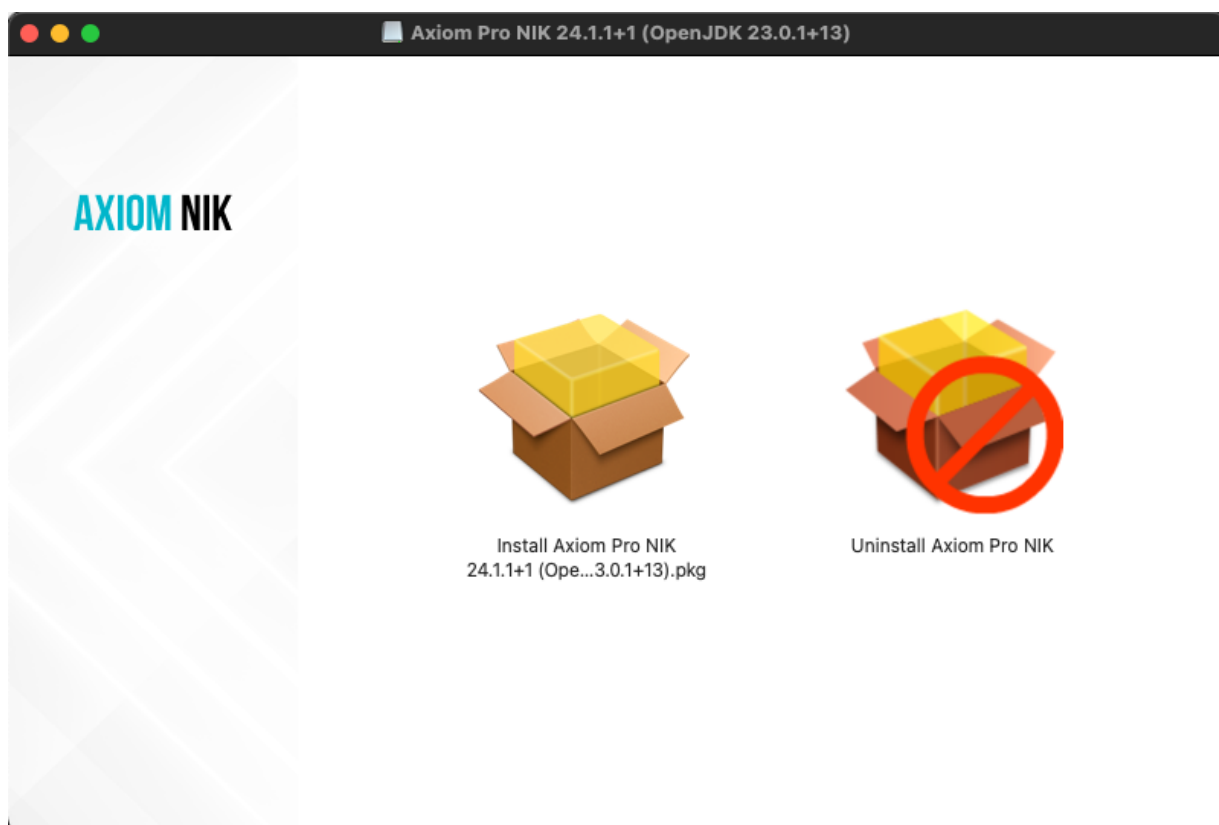 Axiom Pro NIK 24.1.1+1 (OpenJDK 23.0.1+13)
AXIOM NIK
Install Axiom Pro NIK
24.1.1+1 (Ope...3.0.1+13).pkg
Uninstall Axiom Pro NIK